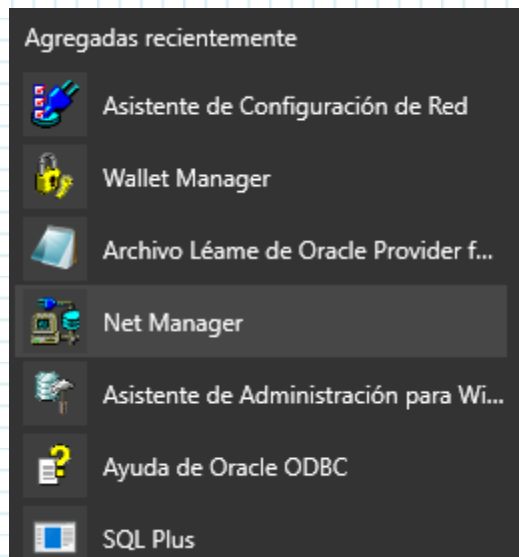 Agregadas recientemente
Asistente de Configuración de Red
Wallet Manager
Archivo Léame de Oracle Provider f...
Net Manager
Asistente de Administración para Wi...
Ayuda de Oracle ODBC
SQL Plus